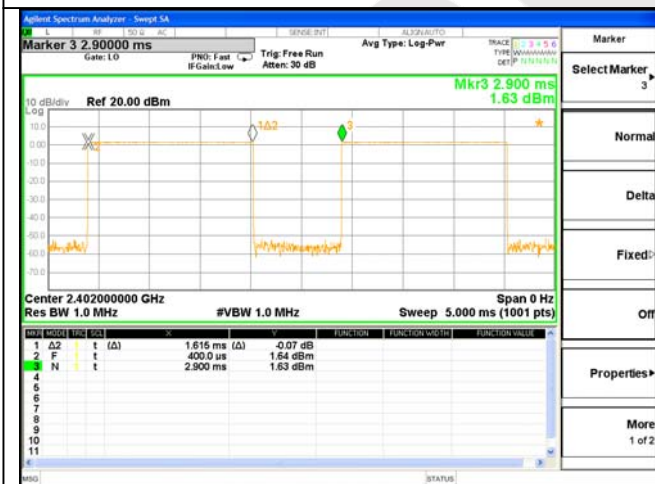 Agilent Spectrum Analyzer - Swept SA
L RF 50 Ω AC SENSE:INT ALIGNAUTO
Marker 3 2.90000 ms
Gate: LO
PNO: Fast
IFGain:Low
Trig: Free Run
Atten: 30 dB
Avg Type: Log-Pwr
TRACE 1 2 3 4 5 6
TYPE
DET P N N N N N
Mkr3 2.900 ms
1.63 dBm
10 dB/div Ref 20.00 dBm
Log
10.0
0.00
-10.0
-20.0
-30.0
-40.0
-50.0
-60.0
-70.0
1Δ2
3
Center 2.402000000 GHz
Span 0 Hz
Res BW 1.0 MHz
#VBW 1.0 MHz
Sweep 5.000 ms (1001 pts)
MKR MODE TRC SCL X Y FUNCTION FUNCTION WIDTH FUNCTION VALUE
1 Δ2 1 t (Δ) 1.615 ms (Δ) -0.07 dB
2 F 1 t 400.0 µs 1.64 dBm
3 N 1 t 2.900 ms 1.63 dBm
4
5
6
7
8
9
10
11
MSG
STATUS
Marker
Select Marker
3
Normal
Delta
Fixed
Off
Properties
More
1 of 2